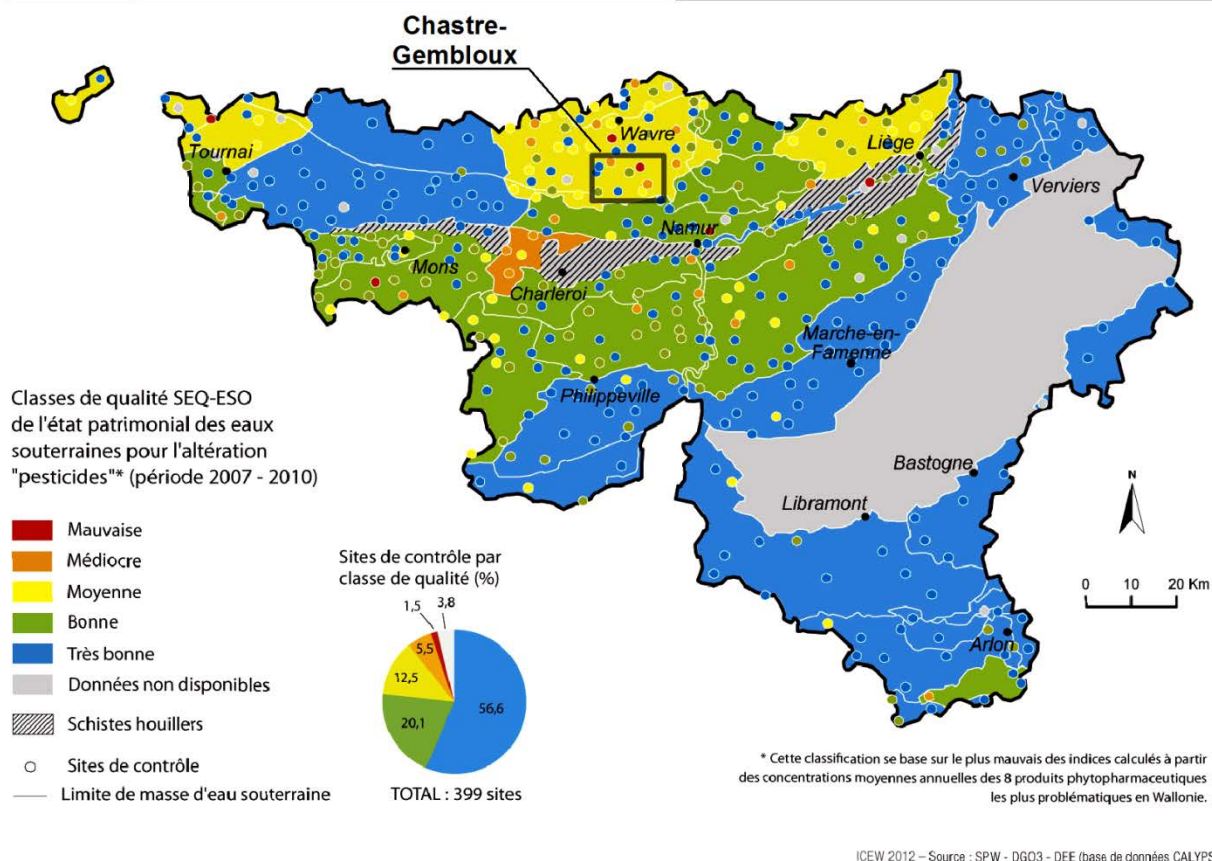 Chastre-
Gembloux
Wavre
Liège
Tournai
Verviers
Namur
Mons
Charleroi
Marche-en-
Famenne
Philippeville
Bastogne
Libramont
Arlon
Classes de qualité SEQ-ESO
de l'état patrimonial des eaux
souterraines pour l'altération
"pesticides"* (période 2007 - 2010)
Mauvaise
Médiocre
Moyenne
Bonne
Très bonne
Données non disponibles
Schistes houillers
Sites de contrôle
Limite de masse d'eau souterraine
Sites de contrôle par
classe de qualité (%)
1,5
3,8
5,5
12,5
20,1
56,6
TOTAL : 399 sites
N
0 10 20 Km
* Cette classification se base sur le plus mauvais des indices calculés à partir
des concentrations moyennes annuelles des 8 produits phytopharmaceutiques
les plus problématiques en Wallonie.
ICEW 2012 – Source : SPW - DGO3 - DEE (base de données CALYPS